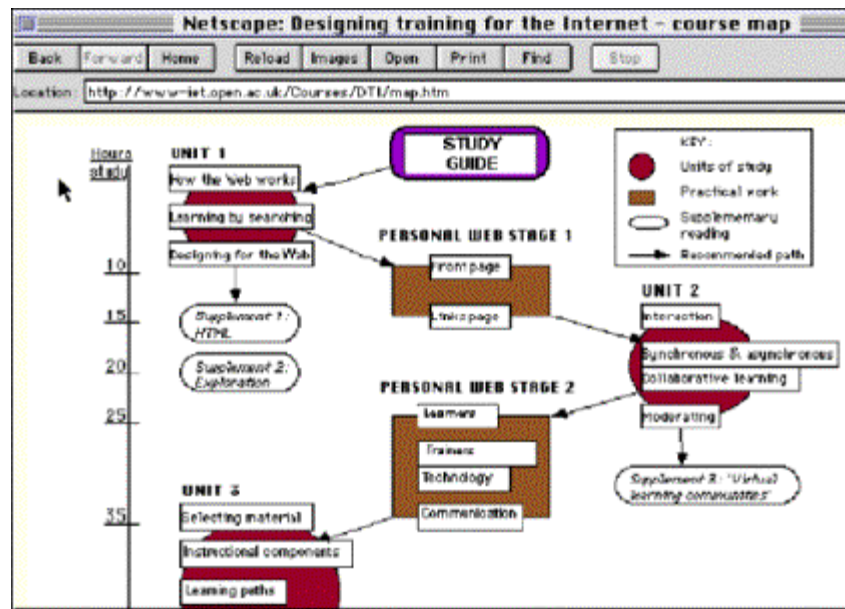 Netscape: Designing training for the Internet - course map
Back Forward Home Reload Images Open Print Find Stop
Location: http://www-iet.open.ac.uk/Courses/DTI/map.htm
Hours
study
10
15
20
25
35
UNIT 1
How the Web works
Learning by searching
Designing for the Web
Supplement 1:
HTML
Supplement 2:
Exploration
STUDY
GUIDE
KEY:
Units of study
Practical work
Supplementary
reading
Recommended path
PERSONAL WEB STAGE 1
Front page
Links page
UNIT 2
Interaction
Synchronous & asynchronous
Collaborative learning
Moderating
Supplement 3: 'Virtual
learning communities'
PERSONAL WEB STAGE 2
Learners
Trainers
Technology
Communication
UNIT 3
Selecting material
Instructional components
Learning paths